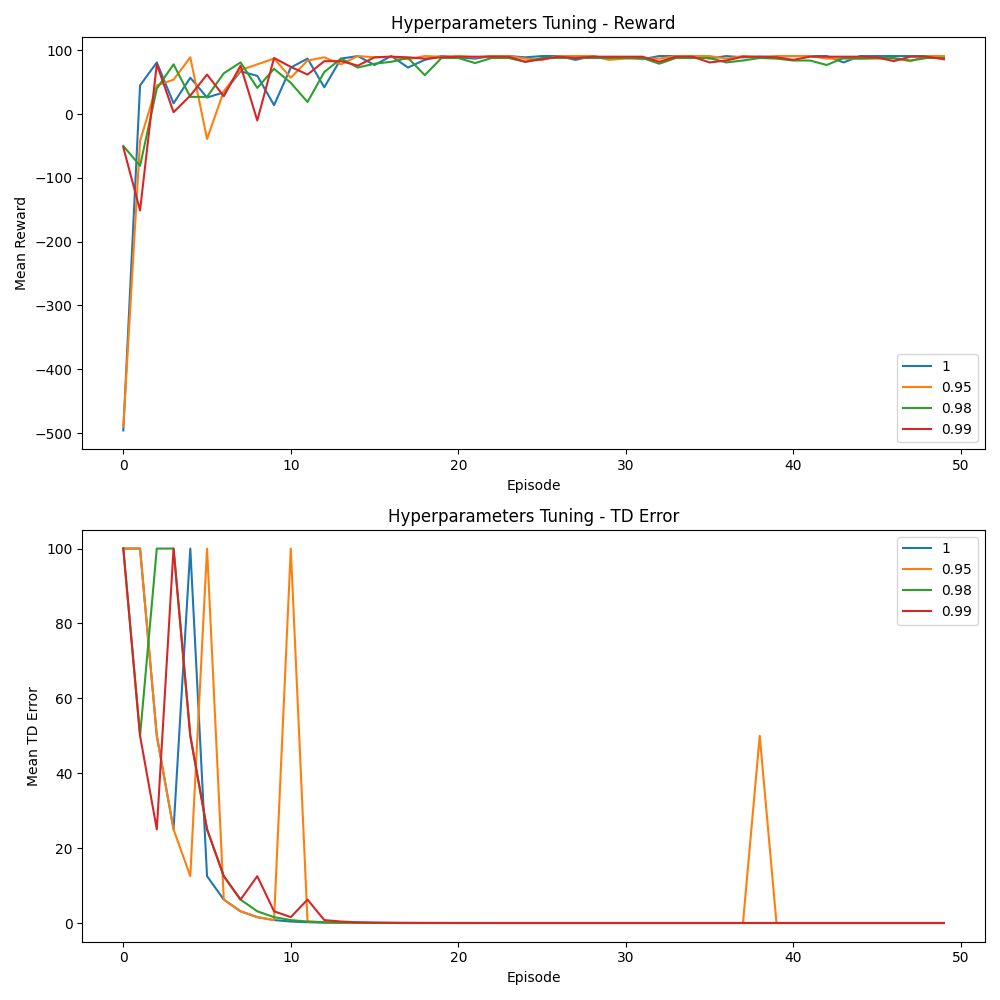 Hyperparameters Tuning - Reward
100
0
−100
−200
−300
−400
−500
Mean Reward
0 10 20 30 40 50
Episode
1
0.95
0.98
0.99
Hyperparameters Tuning - TD Error
100
80
60
40
20
0
Mean TD Error
0 10 20 30 40 50
Episode
1
0.95
0.98
0.99